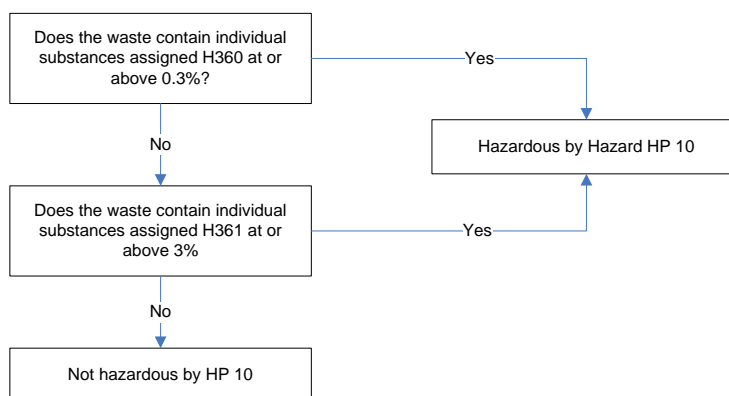 Does the waste contain individual
substances assigned H360 at or
above 0.3%?
Yes
Hazardous by Hazard HP 10
No
Does the waste contain individual
substances assigned H361 at or
above 3%
Yes
No
Not hazardous by HP 10